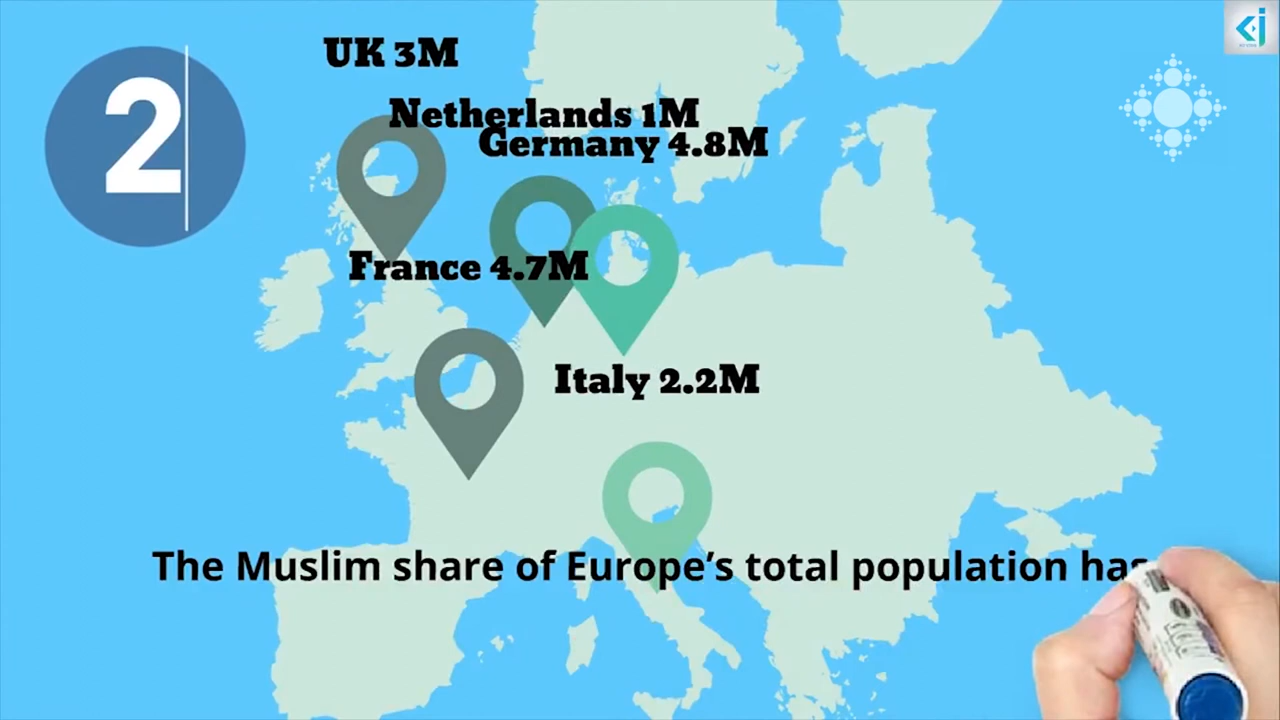 2
UK 3M
Netherlands 1M
Germany 4.8M
France 4.7M
Italy 2.2M
The Muslim share of Europe's total population has